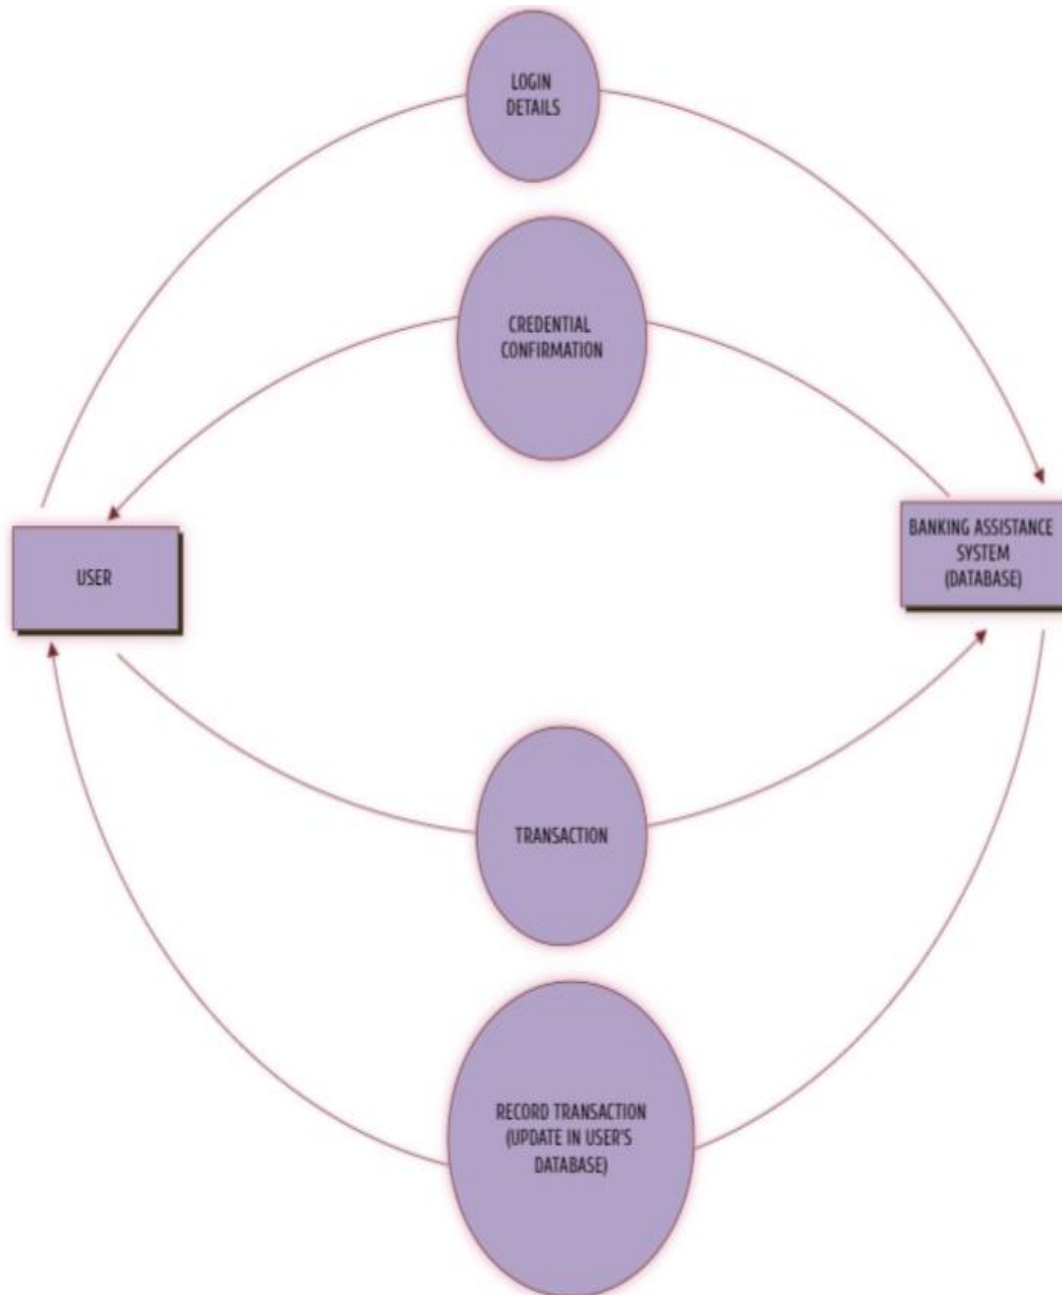 LOGIN
DETAILS
CREDENTIAL
CONFIRMATION
USER
BANKING ASSISTANCE
SYSTEM
(DATABASE)
TRANSACTION
RECORD TRANSACTION
(UPDATE IN USER'S
DATABASE)